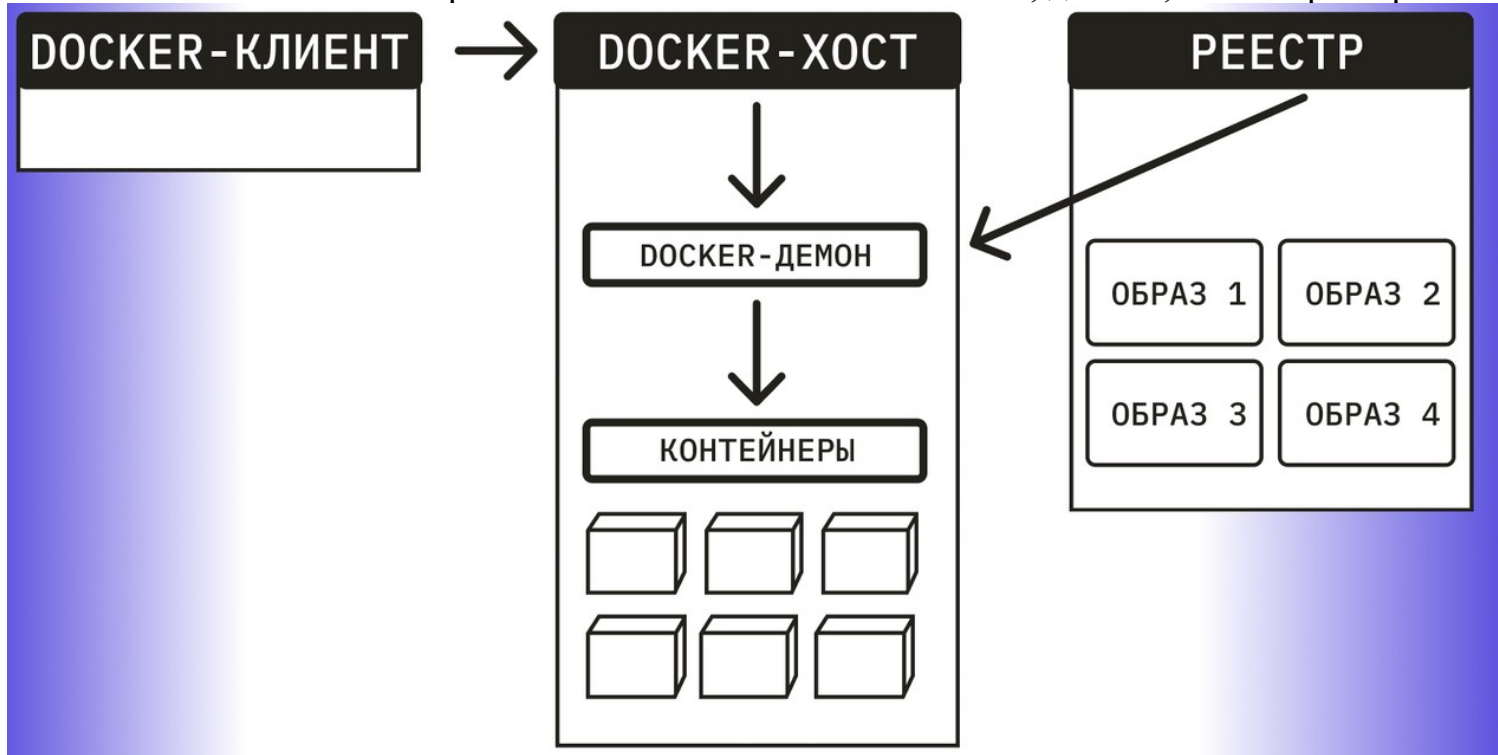 DOCKER-КЛИЕНТ
DOCKER-ХОСТ
DOCKER-ДЕМОН
КОНТЕЙНЕРЫ
РЕЕСТР
ОБРАЗ 1
ОБРАЗ 2
ОБРАЗ 3
ОБРАЗ 4